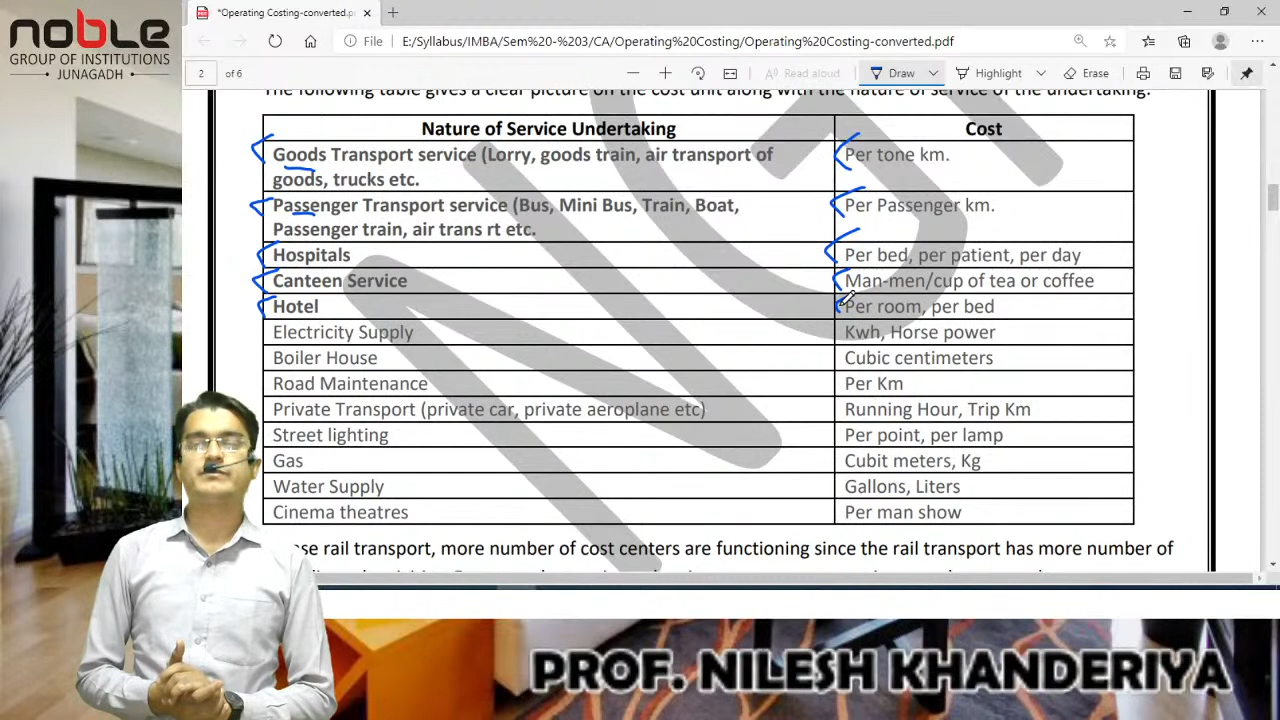 noble
GROUP OF INSTITUTIONS
JUNAGADH
*Operating Costing-converted.p
File
E:/Syllabus/IMBA/Sem%20-%203/CA/Operating%20Costing/Operating%20Costing-converted.pdf
2 of 6
Read aloud
Draw
Highlight
Erase
The following table gives a clear picture on the cost unit along with the nature of service of the undertaking.
Nature of Service Undertaking Cost
Goods Transport service (Lorry, goods train, air transport of Per tone km.
goods, trucks etc.
Passenger Transport service (Bus, Mini Bus, Train, Boat, Per Passenger km.
Passenger train, air trans rt etc.
Hospitals Per bed, per patient, per day
Canteen Service Man-men/cup of tea or coffee
Hotel Per room, per bed
Electricity Supply Kwh, Horse power
Boiler House Cubic centimeters
Road Maintenance Per Km
Private Transport (private car, private aeroplane etc) Running Hour, Trip Km
Street lighting Per point, per lamp
Gas Cubit meters, Kg
Water Supply Gallons, Liters
Cinema theatres Per man show
rail transport, more number of cost centers are functioning since the rail transport has more number of
PROF. NILESH KHANDERIYA